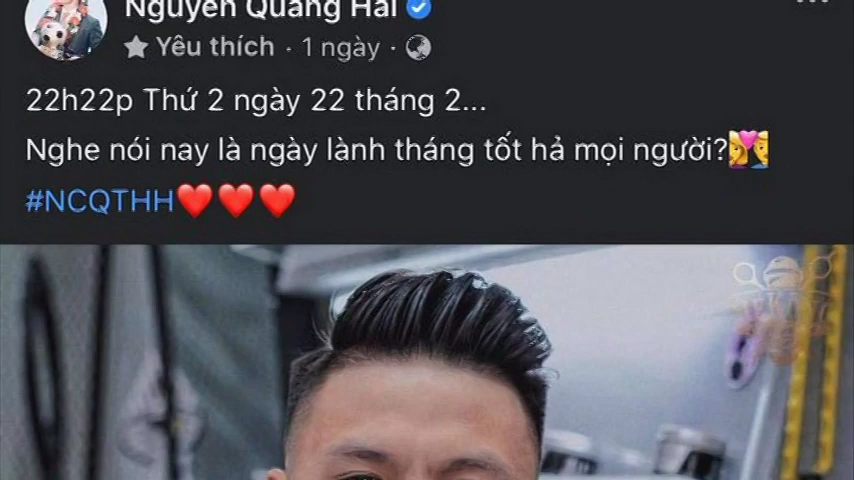 Nguyễn Quang Hải
Yêu thích · 1 ngày ·
22h22p Thứ 2 ngày 22 tháng 2...
Nghe nói nay là ngày lành tháng tốt hả mọi người?💏
#NCQTHH❤️❤️❤️